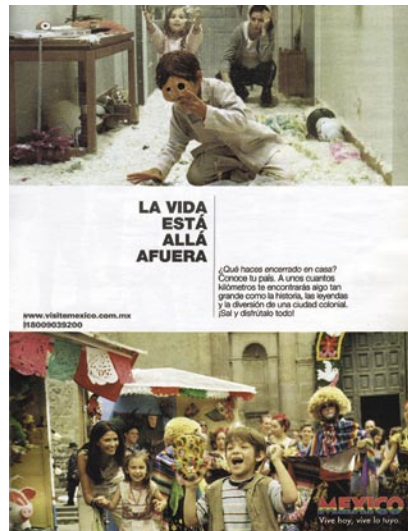 LA VIDA
ESTÁ
ALLÁ
AFUERA
¿Qué haces encerrado en casa?
Conoce tu país. A unos cuantos
kilómetros te encontrarás algo tan
grande como la historia, las leyendas
y la diversión de una ciudad colonial.
¡Sal y disfrútalo todo!
www.visitemexico.com.mx
18009039200
MEXICO
Vive hoy, vive lo tuyo